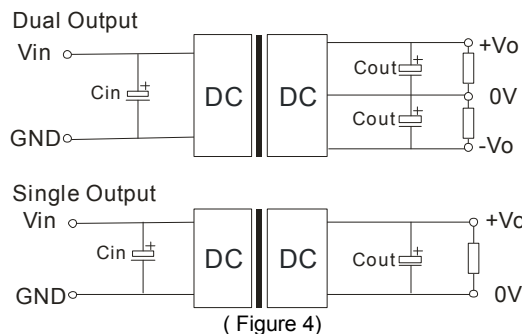 Dual Output
Vin
+Vo
Cin
+
DC
DC
Cout
+
0V
Cout
+
GND
-Vo
Single Output
Vin
+Vo
Cin
+
DC
DC
Cout
+
GND
0V
( Figure 4)